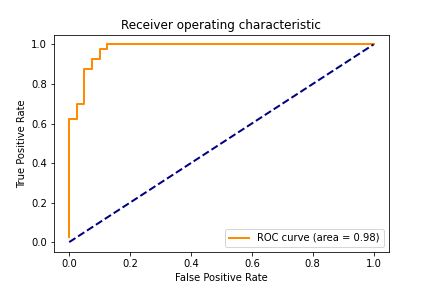 Receiver operating characteristic
1.0
0.8
0.6
0.4
0.2
0.0
True Positive Rate
ROC curve (area = 0.98)
0.0 0.2 0.4 0.6 0.8 1.0
False Positive Rate